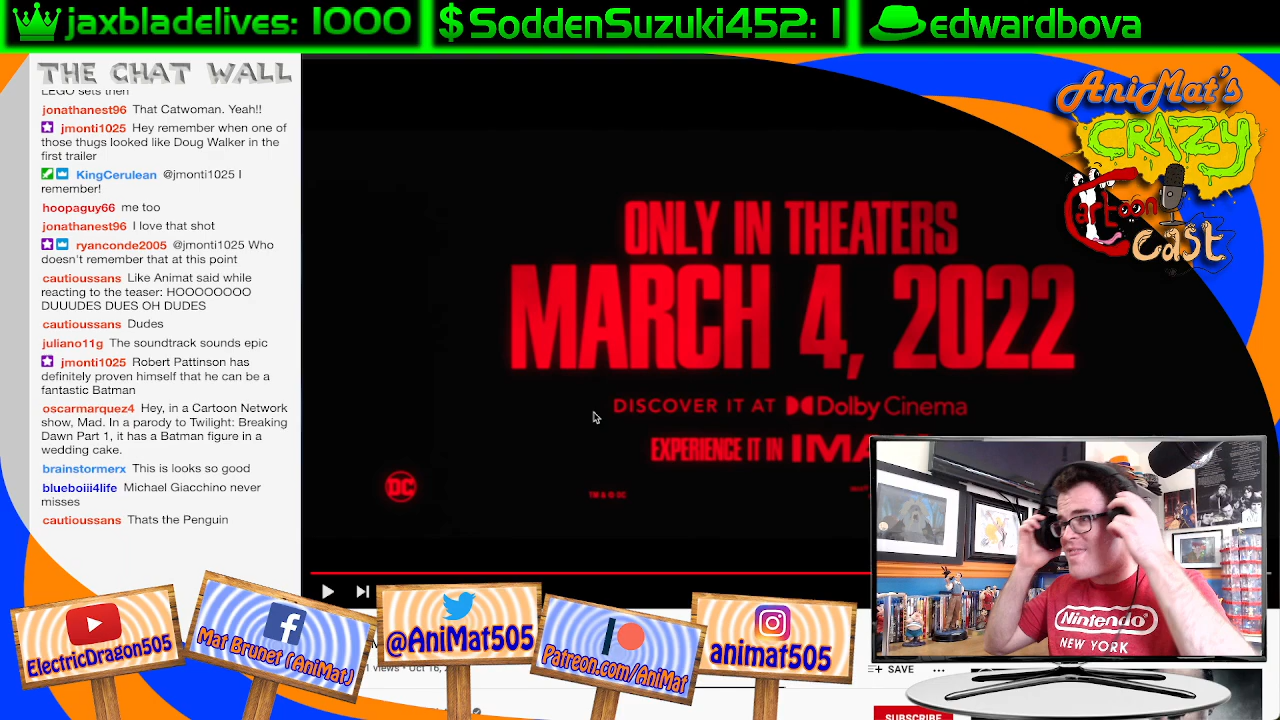 jaxbladelives: 1000
$SoddenSuzuki452: 1
edwardbova
THE CHAT WALL
LEGO sets then
jonathanest96 That Catwoman. Yeah!!
jmonti1025 Hey remember when one of
those thugs looked like Doug Walker in the
first trailer
KingCerulean @jmonti1025 I
remember!
hoopaguy66 me too
jonathanest96 I love that shot
ryanconde2005 @jmonti1025 Who
doesn't remember that at this point
cautioussans Like Animat said while
reacting to the teaser: HOOOOOOOO
DUUUDES DUES OH DUDES
cautioussans Dudes
juliano11g The soundtrack sounds epic
jmonti1025 Robert Pattinson has
definitely proven himself that he can be a
fantastic Batman
oscarmarquez4 Hey, in a Cartoon Network
show, Mad. In a parody to Twilight: Breaking
Dawn Part 1, it has a Batman figure in a
wedding cake.
brainstormerx This is looks so good
blueboiii4life Michael Giacchino never
misses
cautioussans Thats the Penguin
ONLY IN THEATERS
MARCH 4, 2022
DISCOVER IT AT Dolby Cinema
EXPERIENCE IT IN IMA
DC
TM & © DC
AniMat's
CRAZY
Cartoon
Cast
Nintendo
NEW YORK
ElectricDragon505
Mat Brunet (AniMat)
@AniMat505
Patreon.com/AniMat
animat505
1 views • Oct 16,
SAVE
SUBSCRIBE